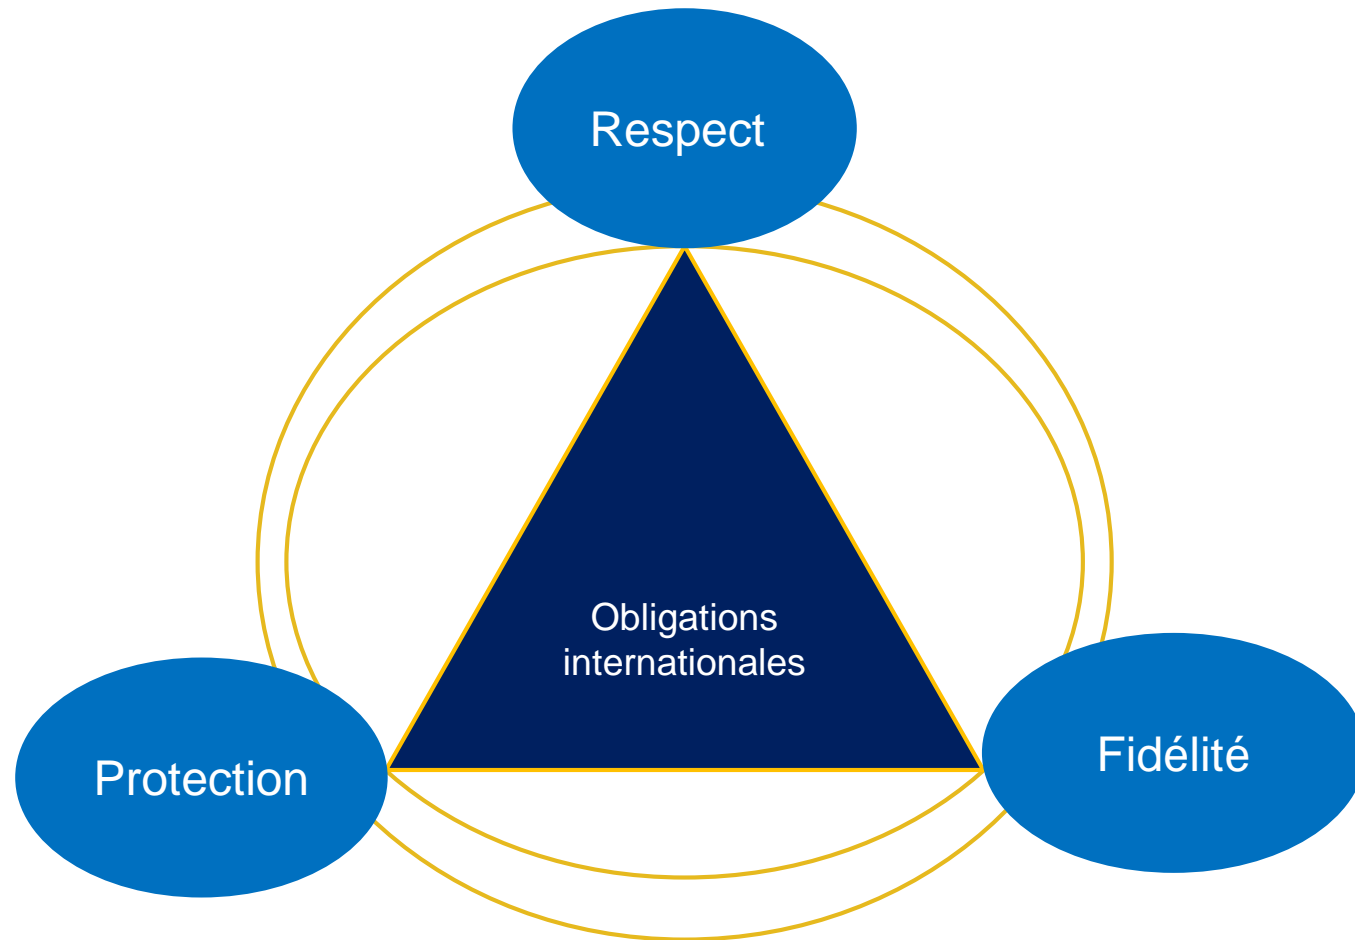 Respect
Obligations
internationales
Protection
Fidélité